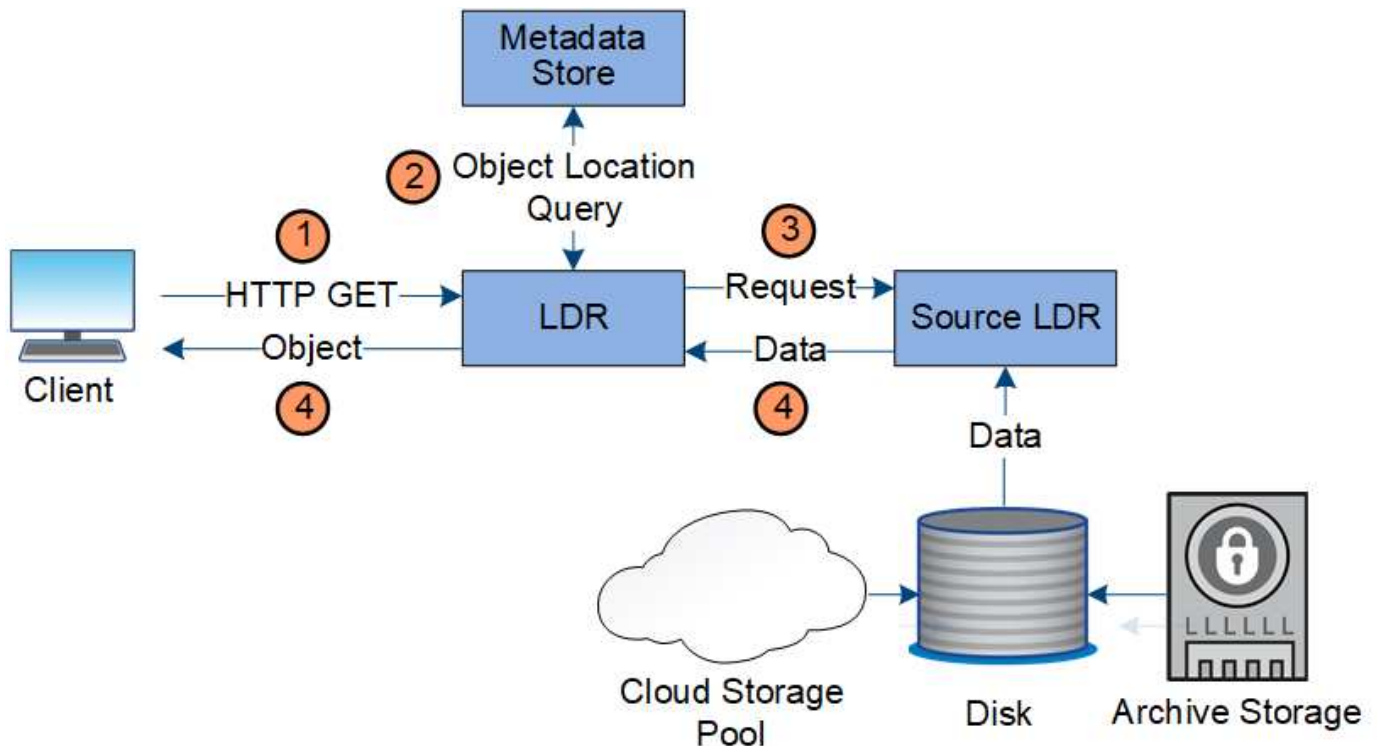 Metadata
Store
2
Object Location
Query
1
3
HTTP GET
LDR
Request
Source LDR
Object
Data
Client
4
4
Data
LLLLLL
Cloud Storage
Pool
Disk
Archive Storage